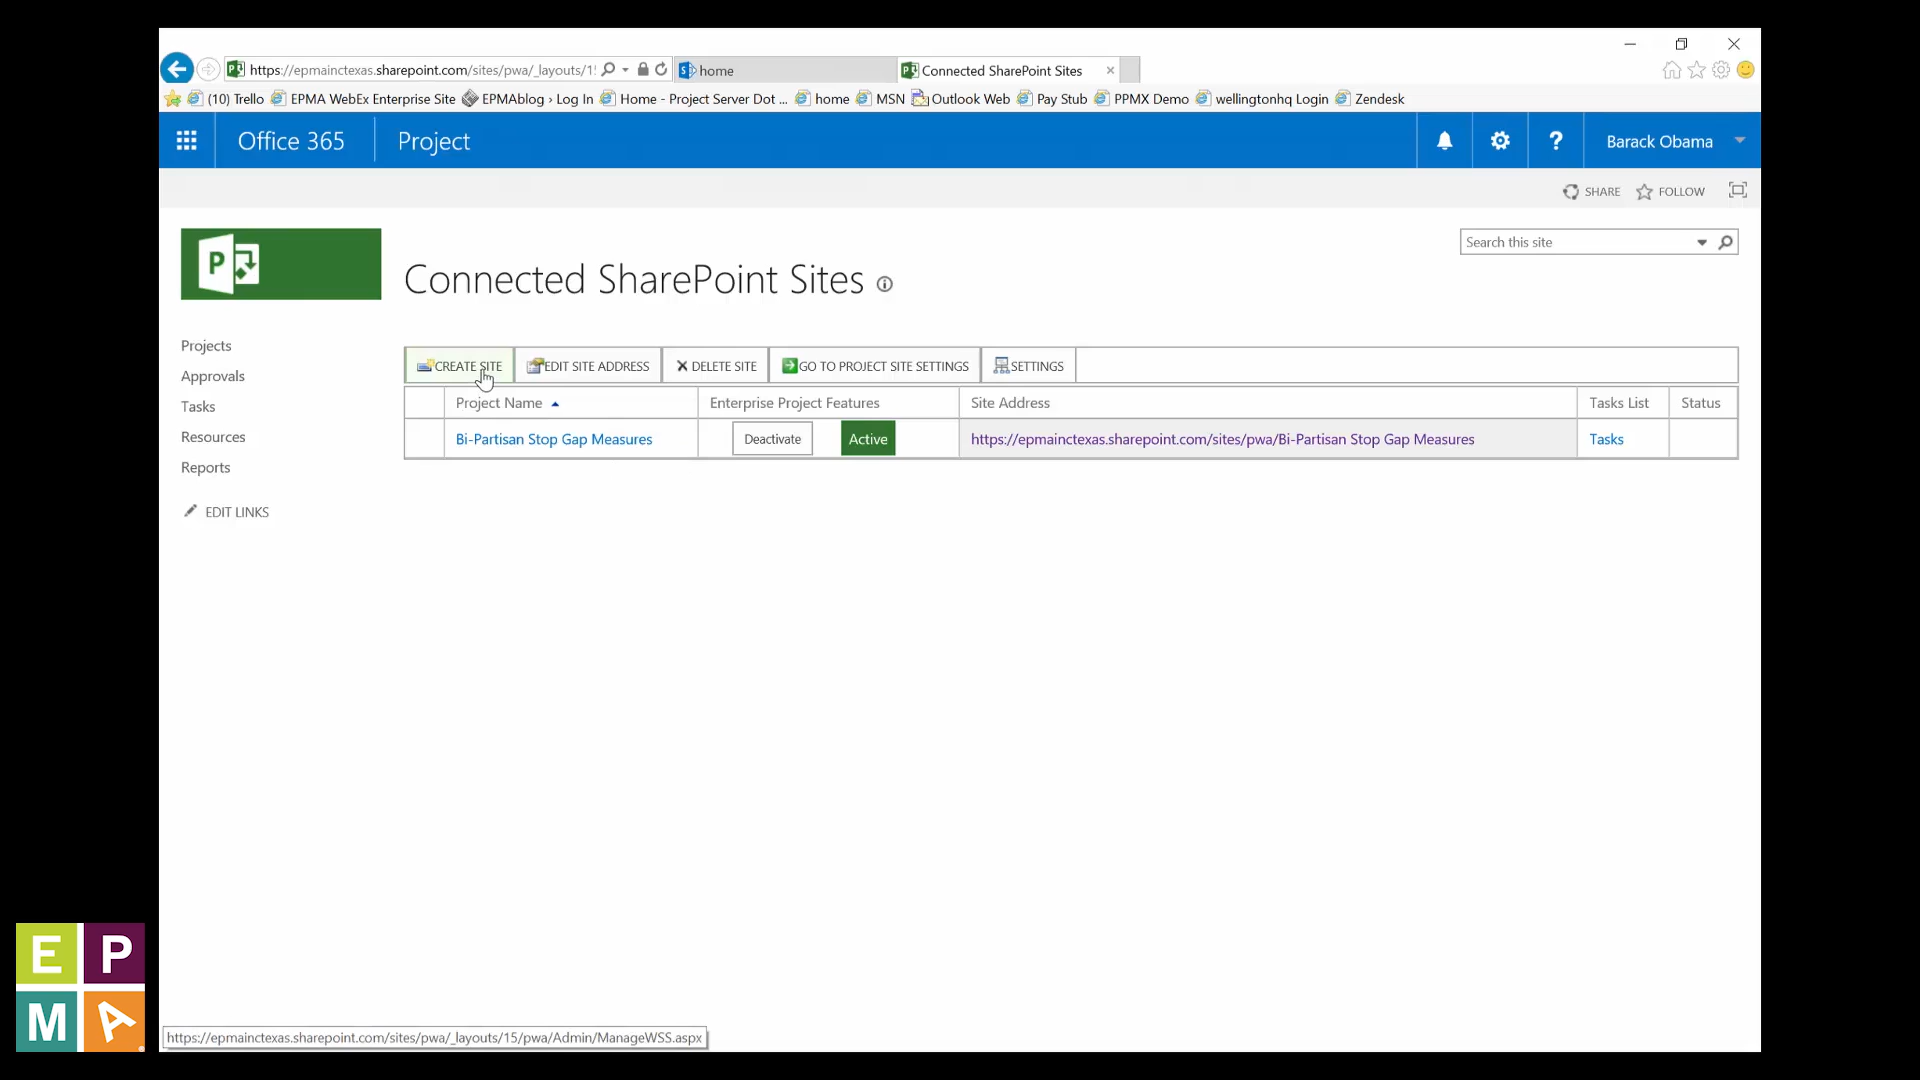 https://epmainctexas.sharepoint.com/sites/pwa/_layouts/1
home
Connected SharePoint Sites
(10) Trello
EPMA WebEx Enterprise Site
EPMAblog › Log In
Home - Project Server Dot ...
home
MSN
Outlook Web
Pay Stub
PPMX Demo
wellingtonhq Login
Zendesk
Office 365
Project
?
Barack Obama
SHARE
FOLLOW
P
Connected SharePoint Sites
Search this site
Projects
Approvals
Tasks
Resources
Reports
EDIT LINKS
CREATE SITE
EDIT SITE ADDRESS
DELETE SITE
GO TO PROJECT SITE SETTINGS
SETTINGS
Project Name
Enterprise Project Features
Site Address
Tasks List
Status
Bi-Partisan Stop Gap Measures
Deactivate
Active
https://epmainctexas.sharepoint.com/sites/pwa/Bi-Partisan Stop Gap Measures
Tasks
E P
M A
https://epmainctexas.sharepoint.com/sites/pwa/_layouts/15/pwa/Admin/ManageWSS.aspx